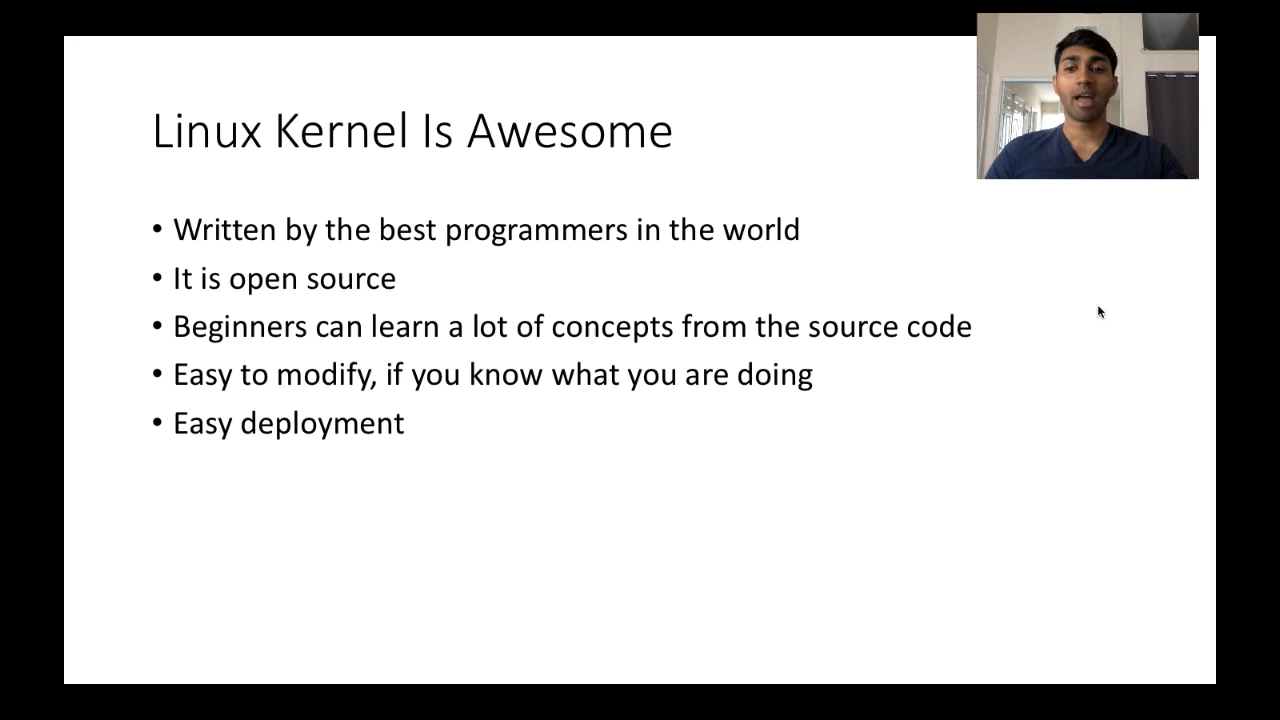 Linux Kernel Is Awesome
• Written by the best programmers in the world
• It is open source
• Beginners can learn a lot of concepts from the source code
• Easy to modify, if you know what you are doing
• Easy deployment